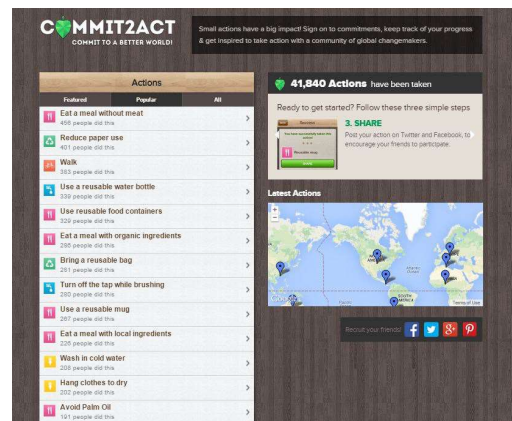 COMMIT2ACT
COMMIT TO A BETTER WORLD!
Small actions have a big impact! Sign on to commitments, keep track of your progress
& get inspired to take action with a community of global changemakers.
Actions
Featured Popular All
Eat a meal without meat
456 people did this
Reduce paper use
401 people did this
Walk
383 people did this
Use a reusable water bottle
339 people did this
Use reusable food containers
329 people did this
Eat a meal with organic ingredients
295 people did this
Bring a reusable bag
281 people did this
Turn off the tap while brushing
280 people did this
Use a reusable mug
267 people did this
Eat a meal with local ingredients
226 people did this
Wash in cold water
208 people did this
Hang clothes to dry
202 people did this
Avoid Palm Oil
191 people did this
41,840 Actions have been taken
Ready to get started? Follow these three simple steps
3. SHARE
Post your action on Twitter and Facebook, to
encourage your friends to participate.
Reusable mug
Latest Actions
Google
Terms of Use
Recruit your friends!